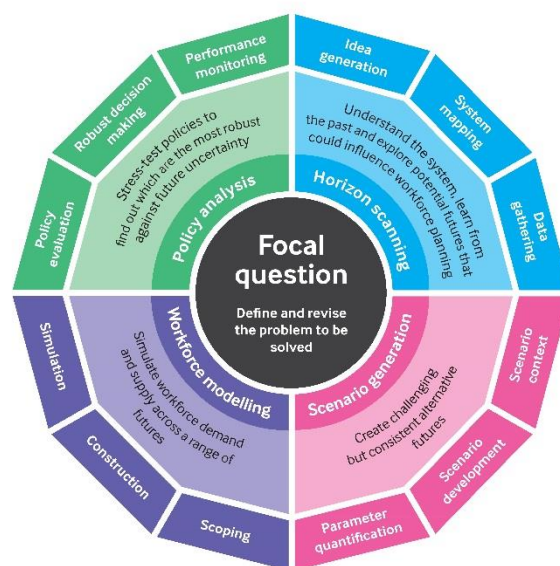 Focal
question
Define and revise
the problem to be
solved
Horizon scanning
Understand the system, learn from
the past and explore potential futures that
could influence workforce planning
Idea
generation
System
mapping
Data
gathering
Scenario generation
Create challenging
but consistent alternative
futures
Scenario
context
Scenario
development
Parameter
quantification
Workforce modelling
Simulate workforce demand
and supply across a range of
futures
Scoping
Construction
Simulation
Policy analysis
Stress-test policies to
find out which are the most robust
against future uncertainty
Policy
evaluation
Robust decision
making
Performance
monitoring